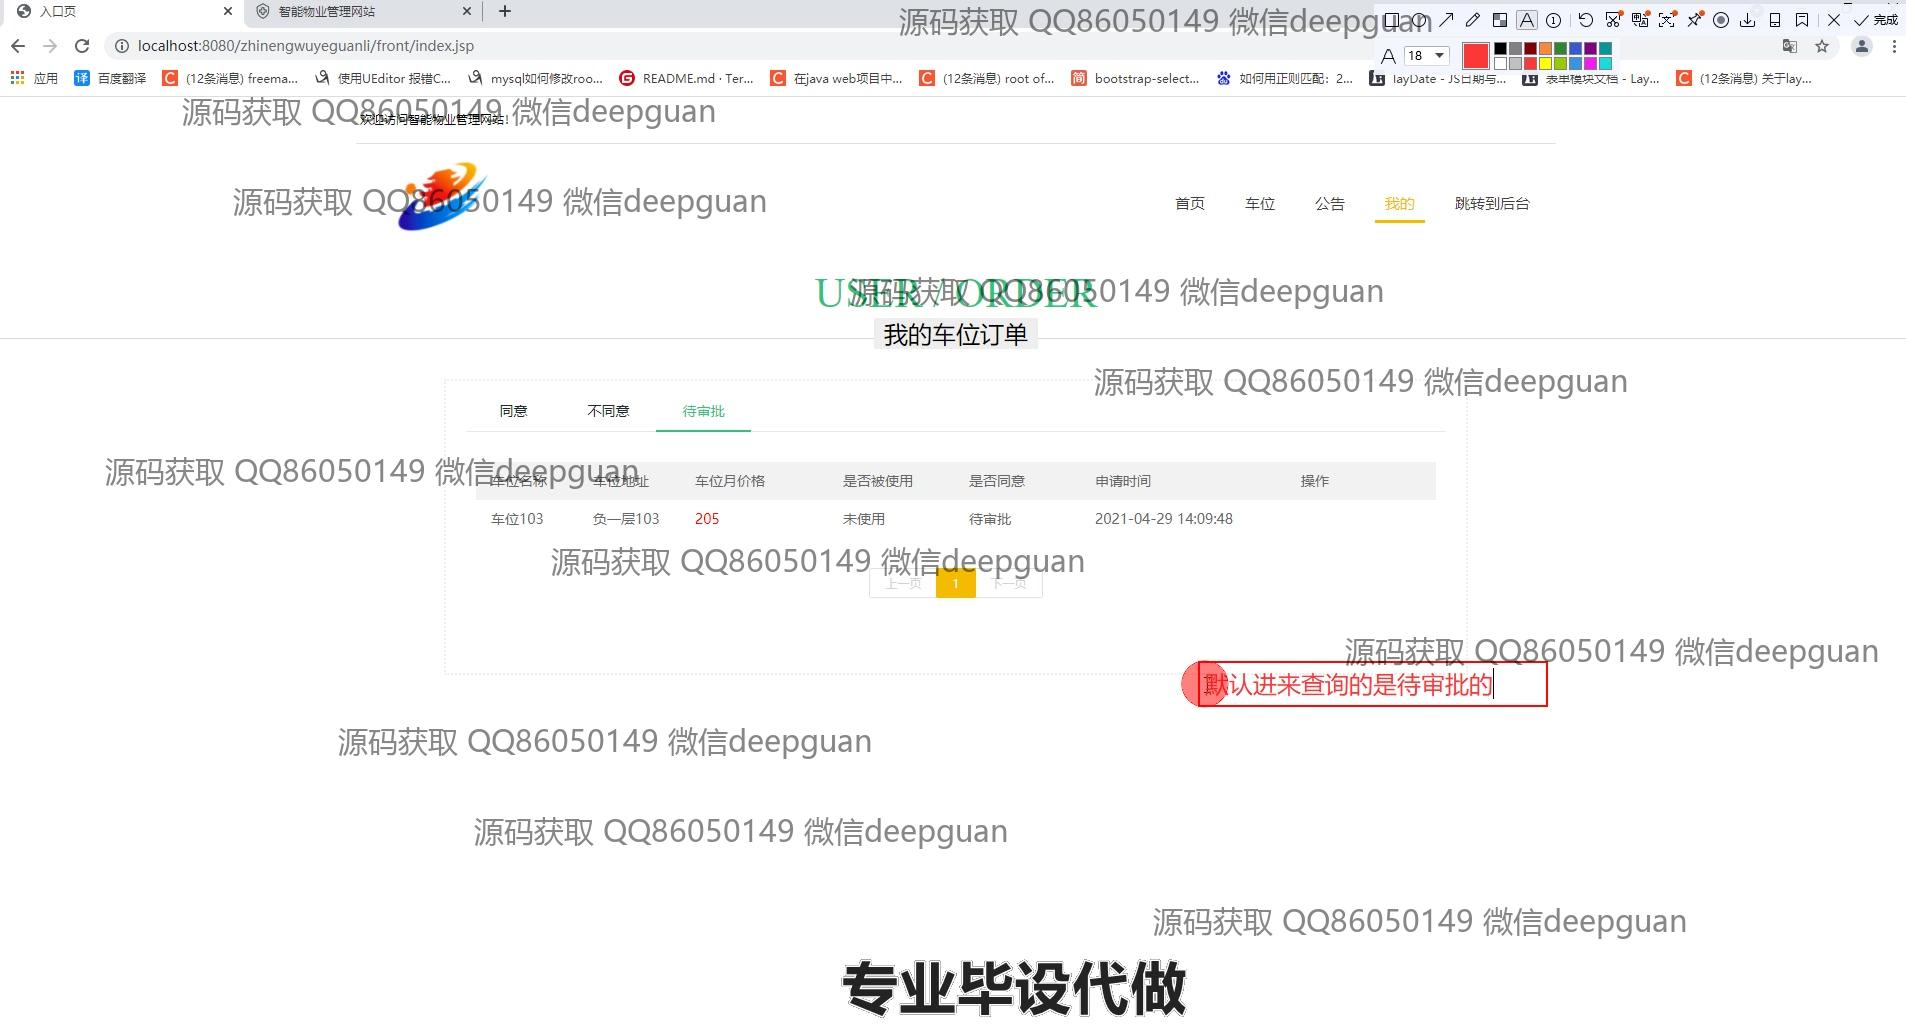 入口页
智能物业管理网站
源码获取 QQ86050149 微信deepguan
完成
localhost:8080/zhinengwuyeguanli/front/index.jsp
18
应用
百度翻译
(12条消息) freema...
使用UEditor 报错C...
mysql如何修改roo...
README.md · Ter...
在java web项目中...
(12条消息) root of...
bootstrap-select...
如何用正则匹配：2...
layDate - JS日期与...
表单模块文档 - Lay...
(12条消息) 关于lay...
源码获取 QQ86050149 微信deepguan
欢迎访问智能物业管理网站！
源码获取 QQ86050149 微信deepguan
首页
车位
公告
我的
跳转到后台
USER / ORDER
源码获取 QQ86050149 微信deepguan
我的车位订单
源码获取 QQ86050149 微信deepguan
同意
不同意
待审批
源码获取 QQ86050149 微信deepguan
车位名称 车位地址 车位月价格 是否被使用 是否同意 申请时间 操作
车位103 负一层103 205 未使用 待审批 2021-04-29 14:09:48
源码获取 QQ86050149 微信deepguan
上一页 1 下一页
源码获取 QQ86050149 微信deepguan
默认进来查询的是待审批的
源码获取 QQ86050149 微信deepguan
源码获取 QQ86050149 微信deepguan
源码获取 QQ86050149 微信deepguan
专业毕设代做